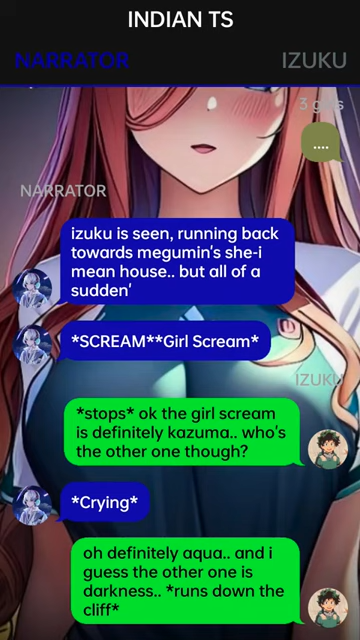 INDIAN TS
NARRATOR IZUKU
....
NARRATOR
izuku is seen, running back
towards megumin's she-i
mean house.. but all of a
sudden'
*SCREAM**Girl Scream*
IZUKU
*stops* ok the girl scream
is definitely kazuma.. who's
the other one though?
*Crying*
oh definitely aqua.. and i
guess the other one is
darkness.. *runs down the
cliff*